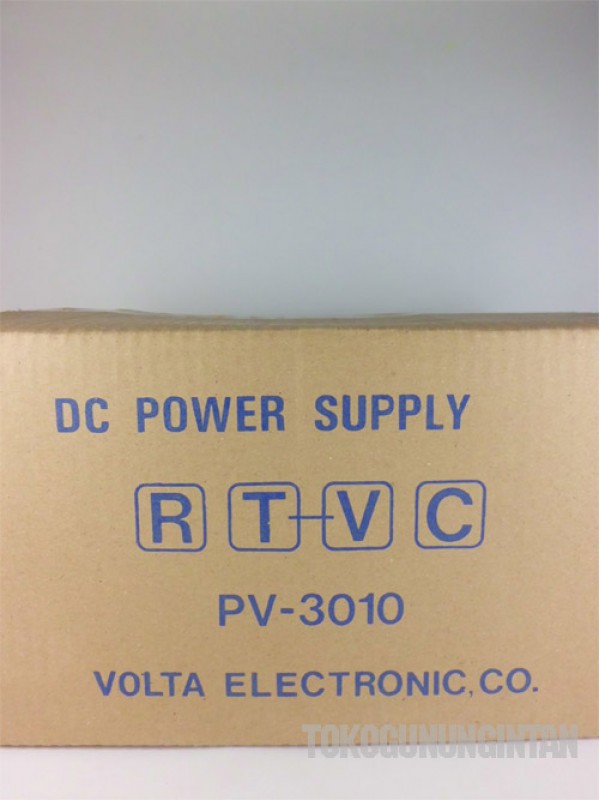 DC POWER SUPPLY
R T-V C
PV-3010
VOLTA ELECTRONIC, CO.
TOKOGUNUNGINTAN